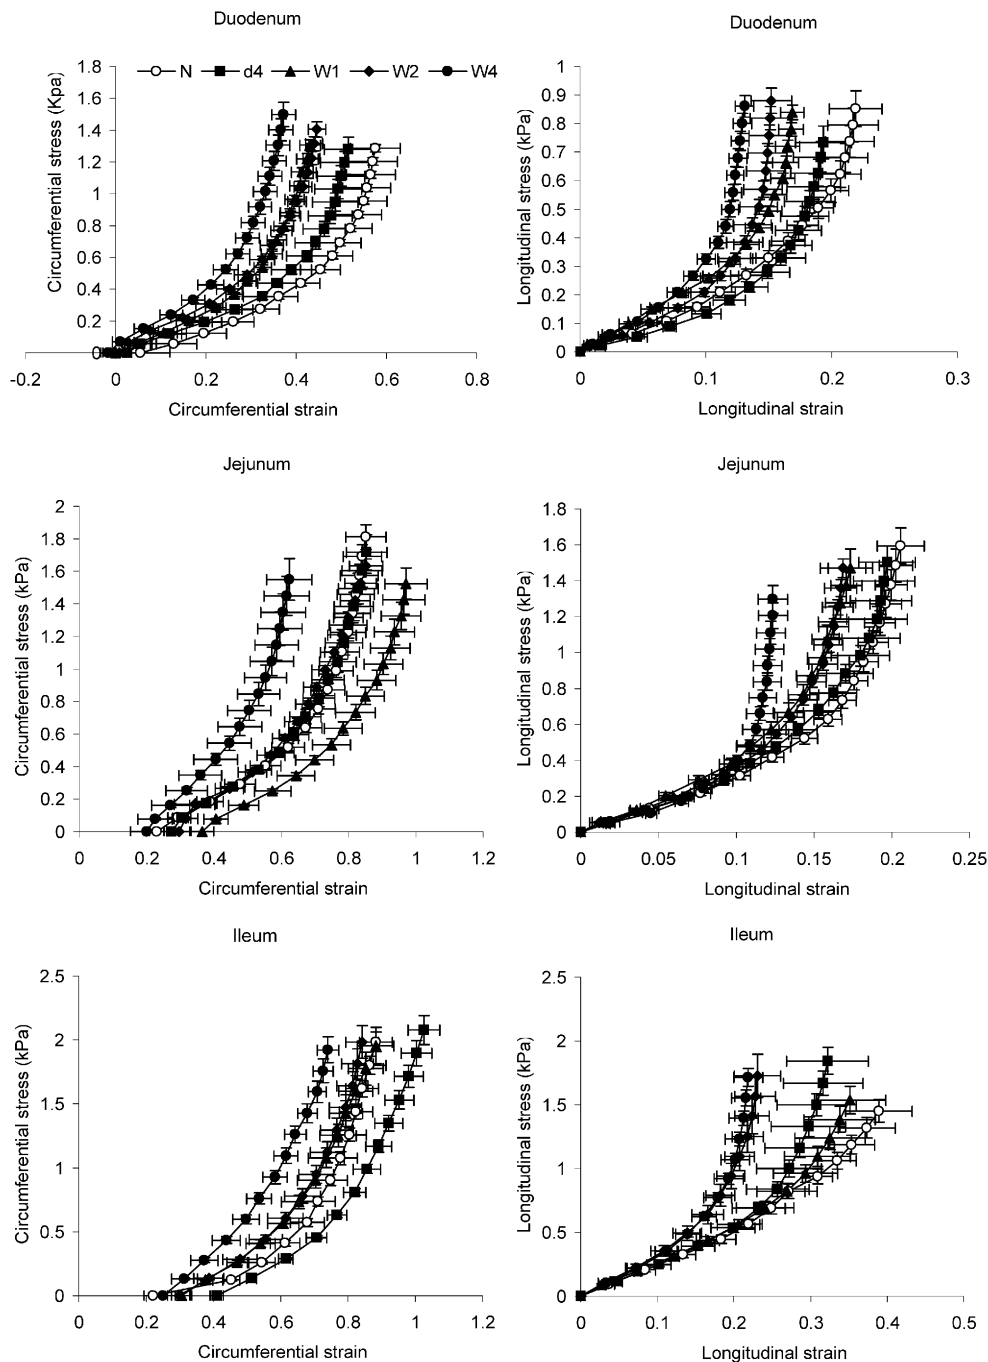 Duodenum
Circumferential stress (Kpa)
1.8
1.6
1.4
1.2
1
0.8
0.6
0.4
0.2
0
N d4 W1 W2 W4
-0.2 0 0.2 0.4 0.6 0.8
Circumferential strain
Duodenum
Longitudinal stress (kPa)
1
0.9
0.8
0.7
0.6
0.5
0.4
0.3
0.2
0.1
0
0 0.1 0.2 0.3
Longitudinal strain
Jejunum
Circumferential stress (kPa)
2
1.8
1.6
1.4
1.2
1
0.8
0.6
0.4
0.2
0
0 0.2 0.4 0.6 0.8 1 1.2
Circumferential strain
Jejunum
Longitudinal stress (kPa)
1.8
1.6
1.4
1.2
1
0.8
0.6
0.4
0.2
0
0 0.05 0.1 0.15 0.2 0.25
Longitudinal strain
Ileum
Circumferential stress (kPa)
2.5
2
1.5
1
0.5
0
0 0.2 0.4 0.6 0.8 1 1.2
Circumferential strain
Ileum
Longitudinal stress (kPa)
2.5
2
1.5
1
0.5
0
0 0.1 0.2 0.3 0.4 0.5
Longitudinal strain